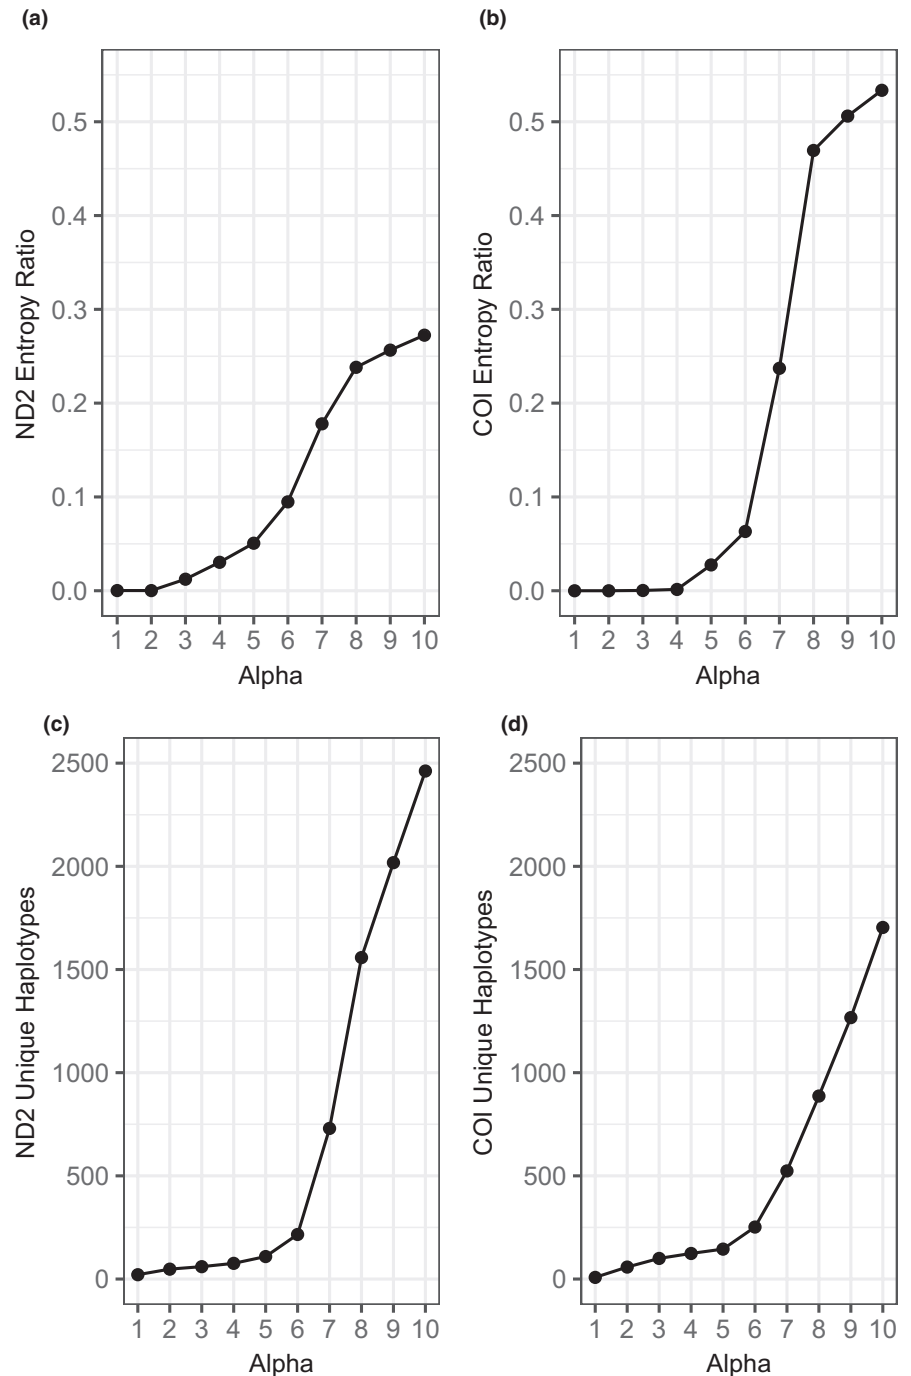 (a)
ND2 Entropy Ratio
0.5
0.4
0.3
0.2
0.1
0.0
1 2 3 4 5 6 7 8 9 10
Alpha
(b)
COI Entropy Ratio
0.5
0.4
0.3
0.2
0.1
0.0
1 2 3 4 5 6 7 8 9 10
Alpha
(c)
ND2 Unique Haplotypes
2500
2000
1500
1000
500
0
1 2 3 4 5 6 7 8 9 10
Alpha
(d)
COI Unique Haplotypes
2500
2000
1500
1000
500
0
1 2 3 4 5 6 7 8 9 10
Alpha